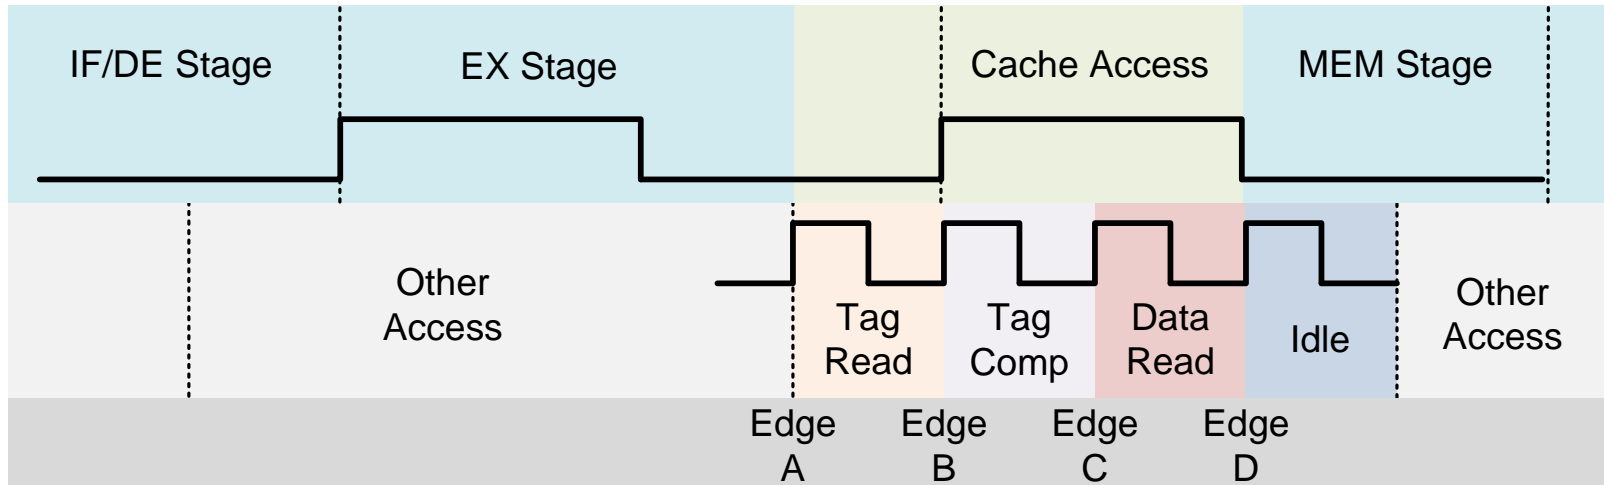 IF/DE Stage
EX Stage
Cache Access
MEM Stage
Other
Access
Tag
Read
Tag
Comp
Data
Read
Idle
Other
Access
Edge
A
Edge
B
Edge
C
Edge
D